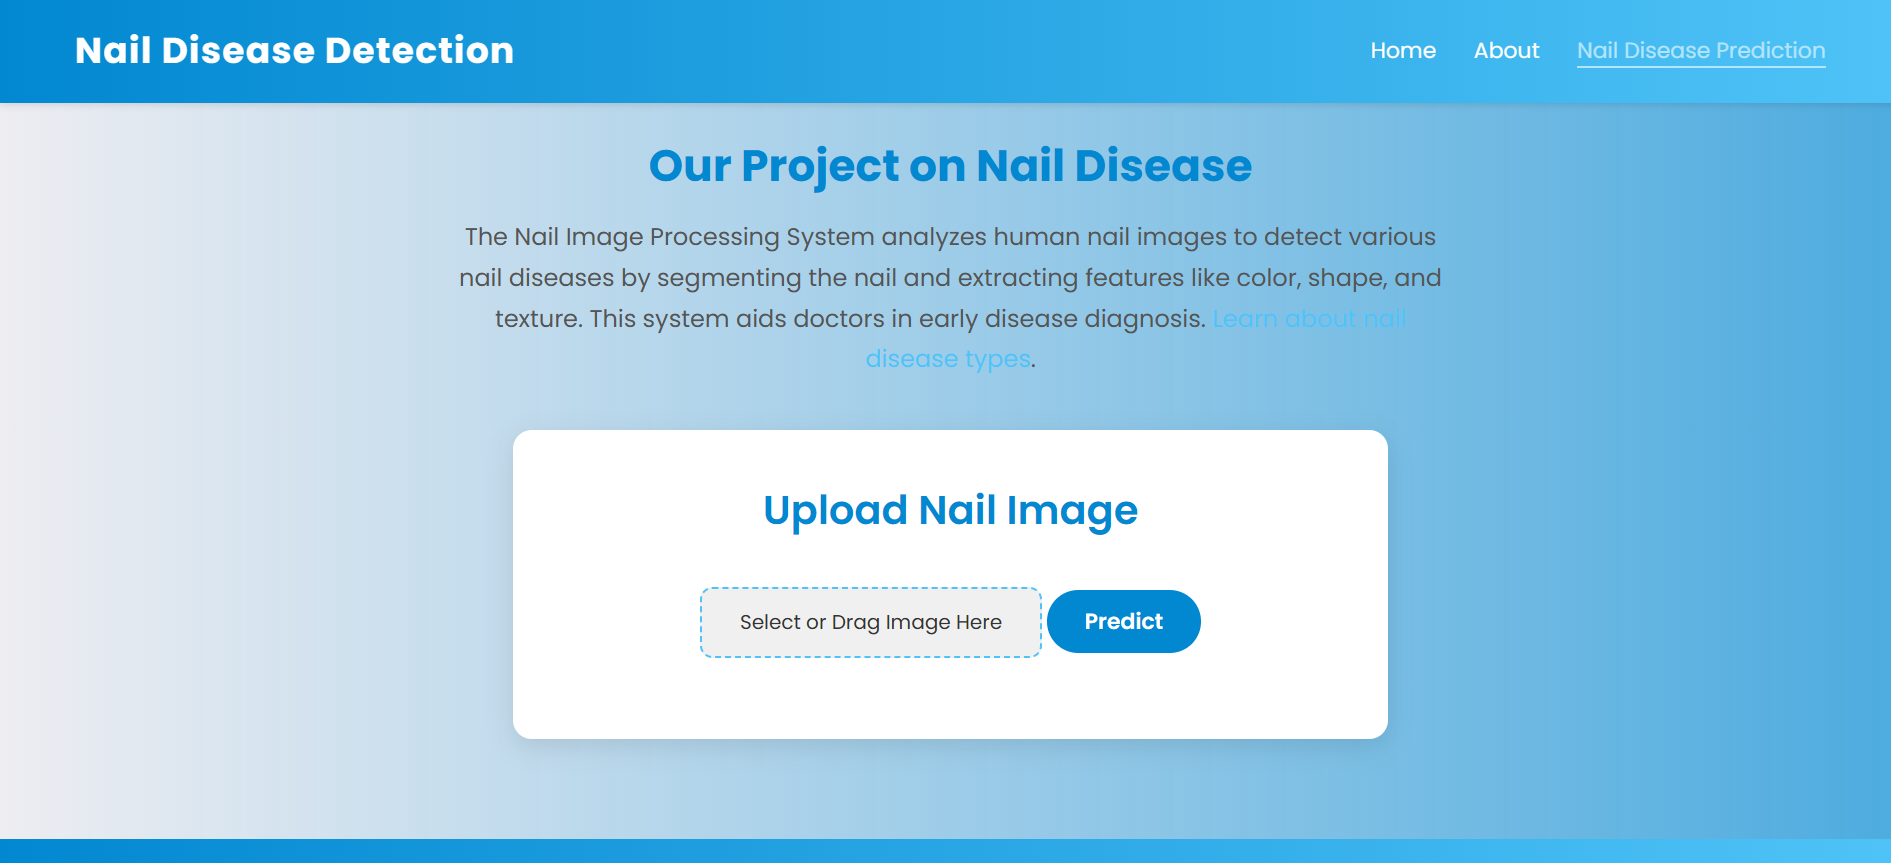 Nail Disease Detection
Home About Nail Disease Prediction
Our Project on Nail Disease
The Nail Image Processing System analyzes human nail images to detect various
nail diseases by segmenting the nail and extracting features like color, shape, and
texture. This system aids doctors in early disease diagnosis. Learn about nail
disease types.
Upload Nail Image
Select or Drag Image Here Predict